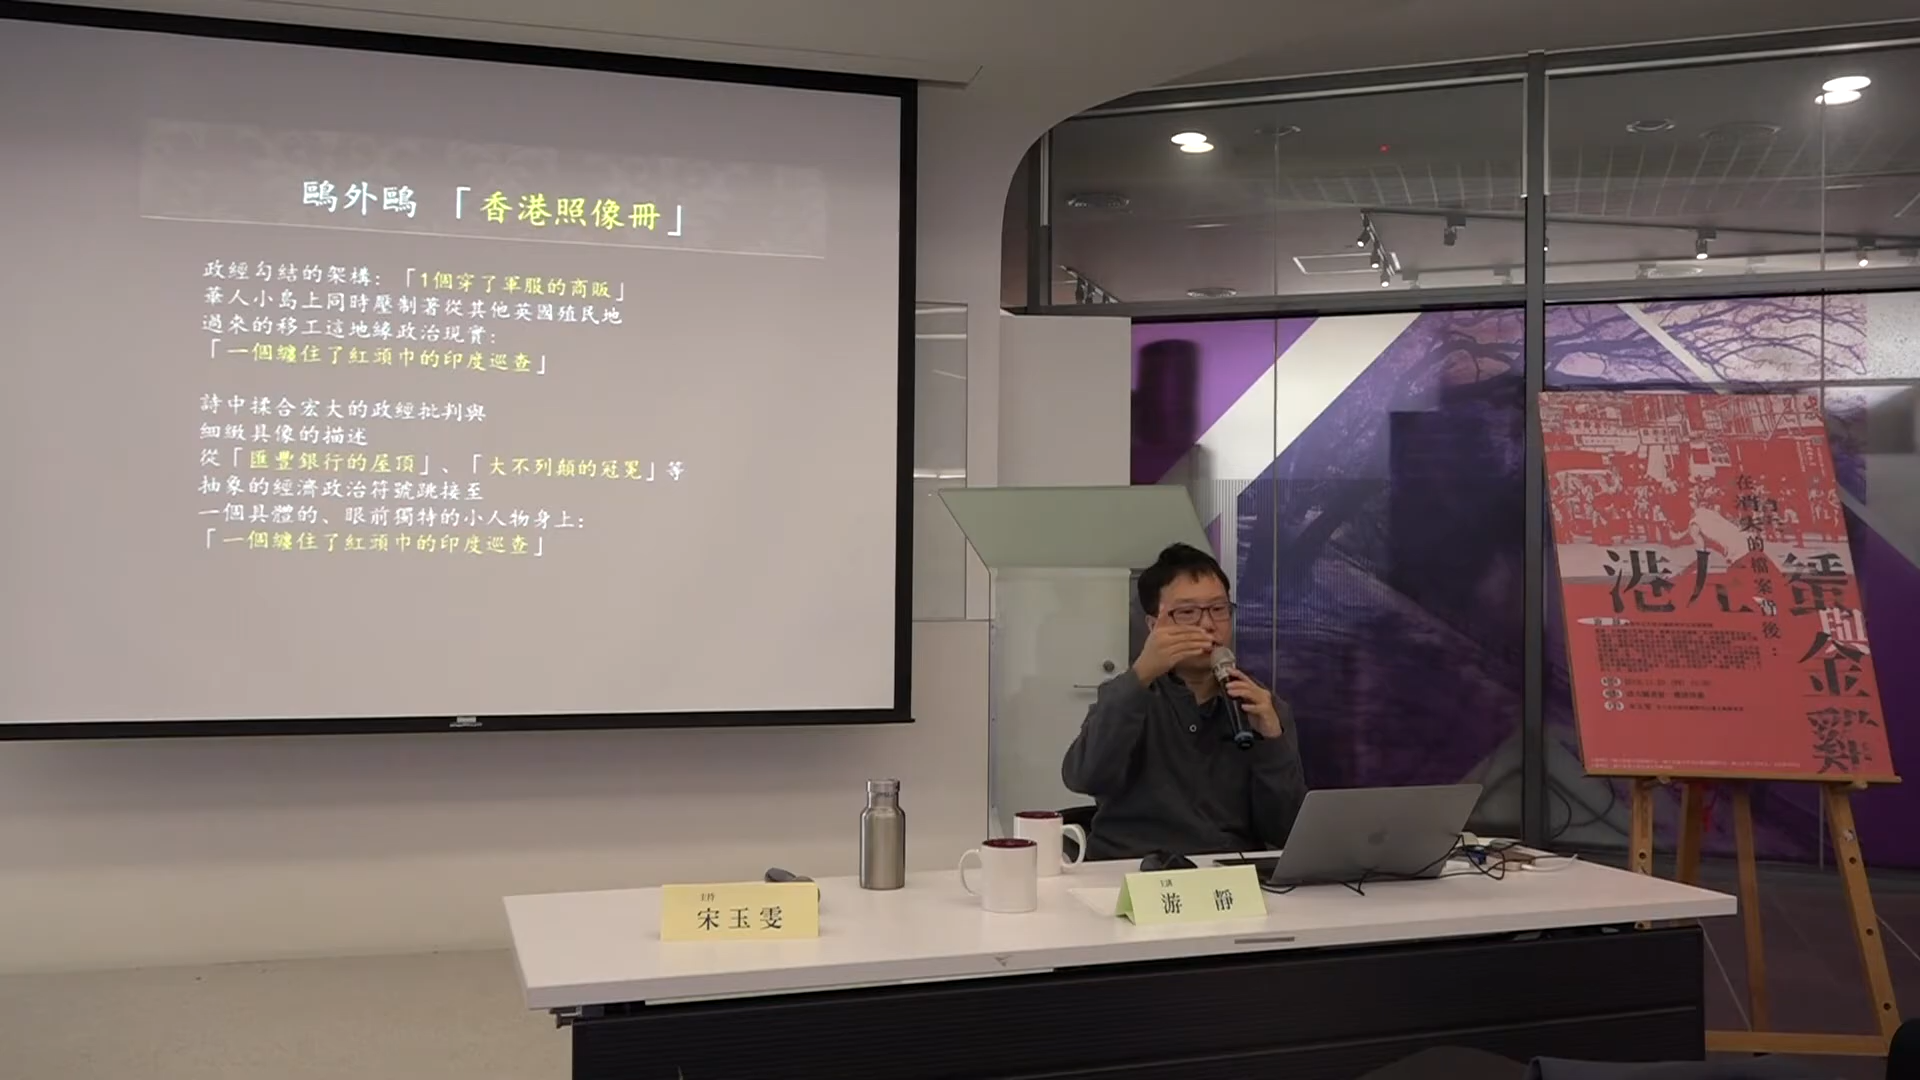 鷗外鷗 「香港照像冊」
政經勾結的架構：「1個穿了軍服的商販」
華人小島上同時壓制著從其他英國殖民地
過來的移工這地緣政治現實：
「一個纏住了紅頭巾的印度巡查」
詩中揉合宏大的政經批判與
細緻具像的描述
從「匯豐銀行的屋頂」、「大不列顛的冠冕」等
抽象的經濟政治符號跳接至
一個具體的、眼前獨特的小人物身上：
「一個纏住了紅頭巾的印度巡查」
主持
宋玉雯
主講
游 靜
在消失的檔案背後：
港九
與金雞